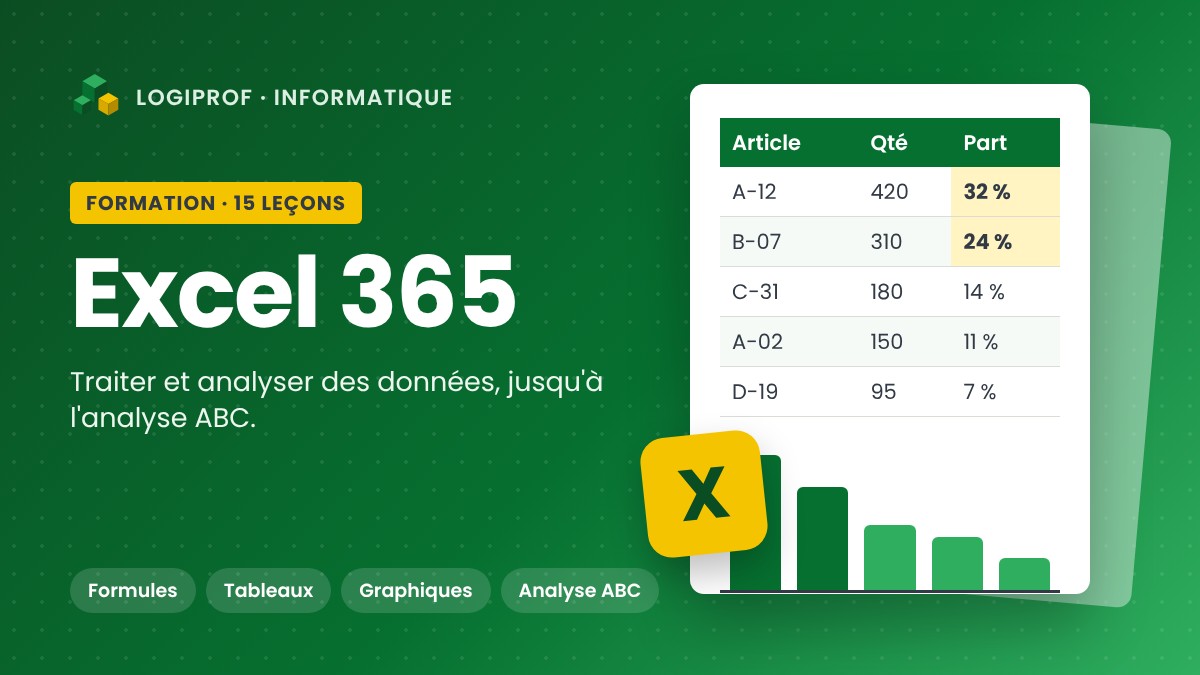 LOGIPROF · INFORMATIQUE
FORMATION · 15 LEÇONS
Excel 365
Traiter et analyser des données, jusqu'à
l'analyse ABC.
Formules Tableaux Graphiques Analyse ABC
Article Qté Part
A-12 420 32 %
B-07 310 24 %
C-31 180 14 %
A-02 150 11 %
D-19 95 7 %
X